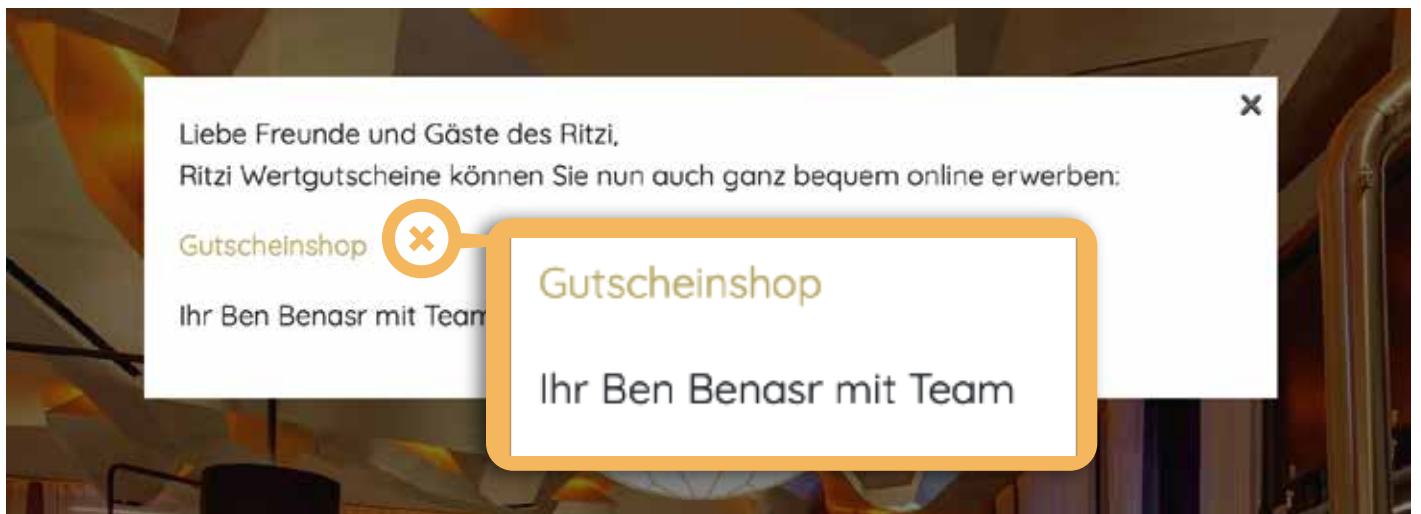 Liebe Freunde und Gäste des Ritzi,
Ritzi Wertgutscheine können Sie nun auch ganz bequem online erwerben:
Gutscheinshop
Ihr Ben Benasr mit Team
Gutscheinshop
Ihr Ben Benasr mit Team